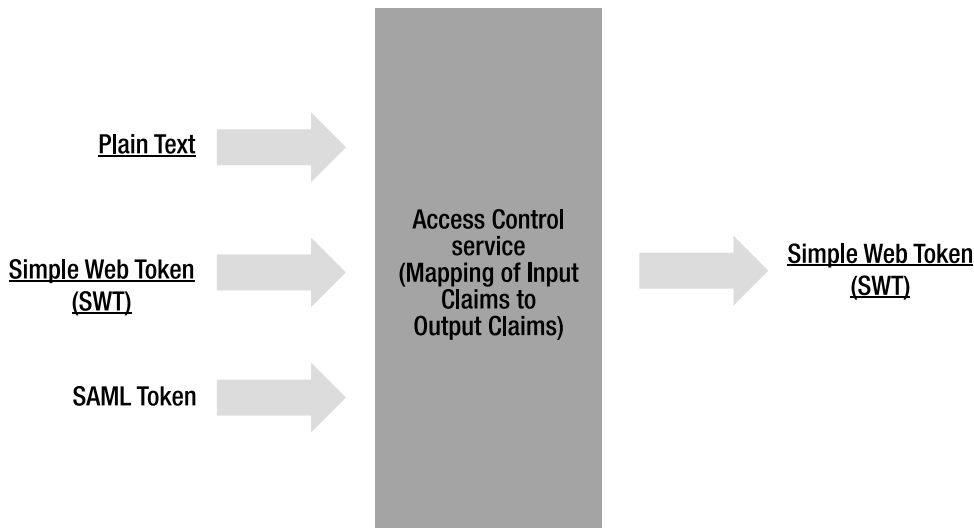 Plain Text
Simple Web Token
(SWT)
SAML Token
Access Control
service
(Mapping of Input
Claims to
Output Claims)
Simple Web Token
(SWT)